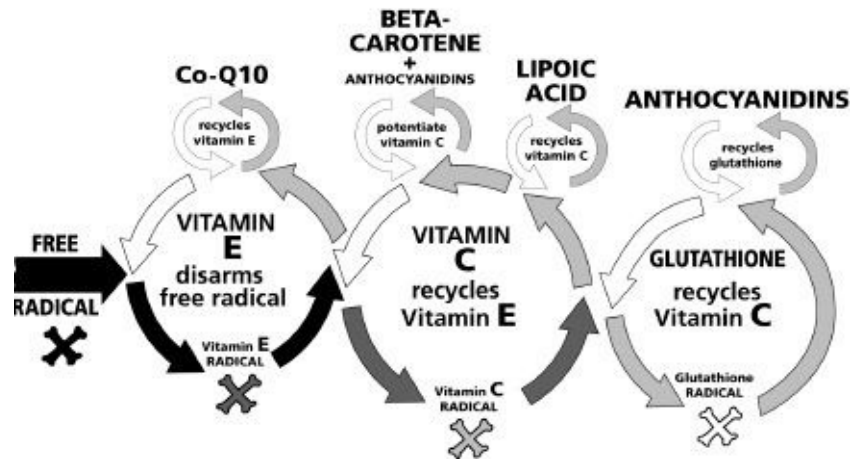 Co-Q10
recycles
vitamin E
BETA-
CAROTENE
+
ANTHOCYANIDINS
potentiate
vitamin C
LIPOIC
ACID
recycles
vitamin C
ANTHOCYANIDINS
recycles
glutathione
FREE
RADICAL
VITAMIN
E
disarms
free radical
Vitamin E
RADICAL
VITAMIN
C
recycles
Vitamin E
Vitamin C
RADICAL
GLUTATHIONE
recycles
Vitamin C
Glutathione
RADICAL